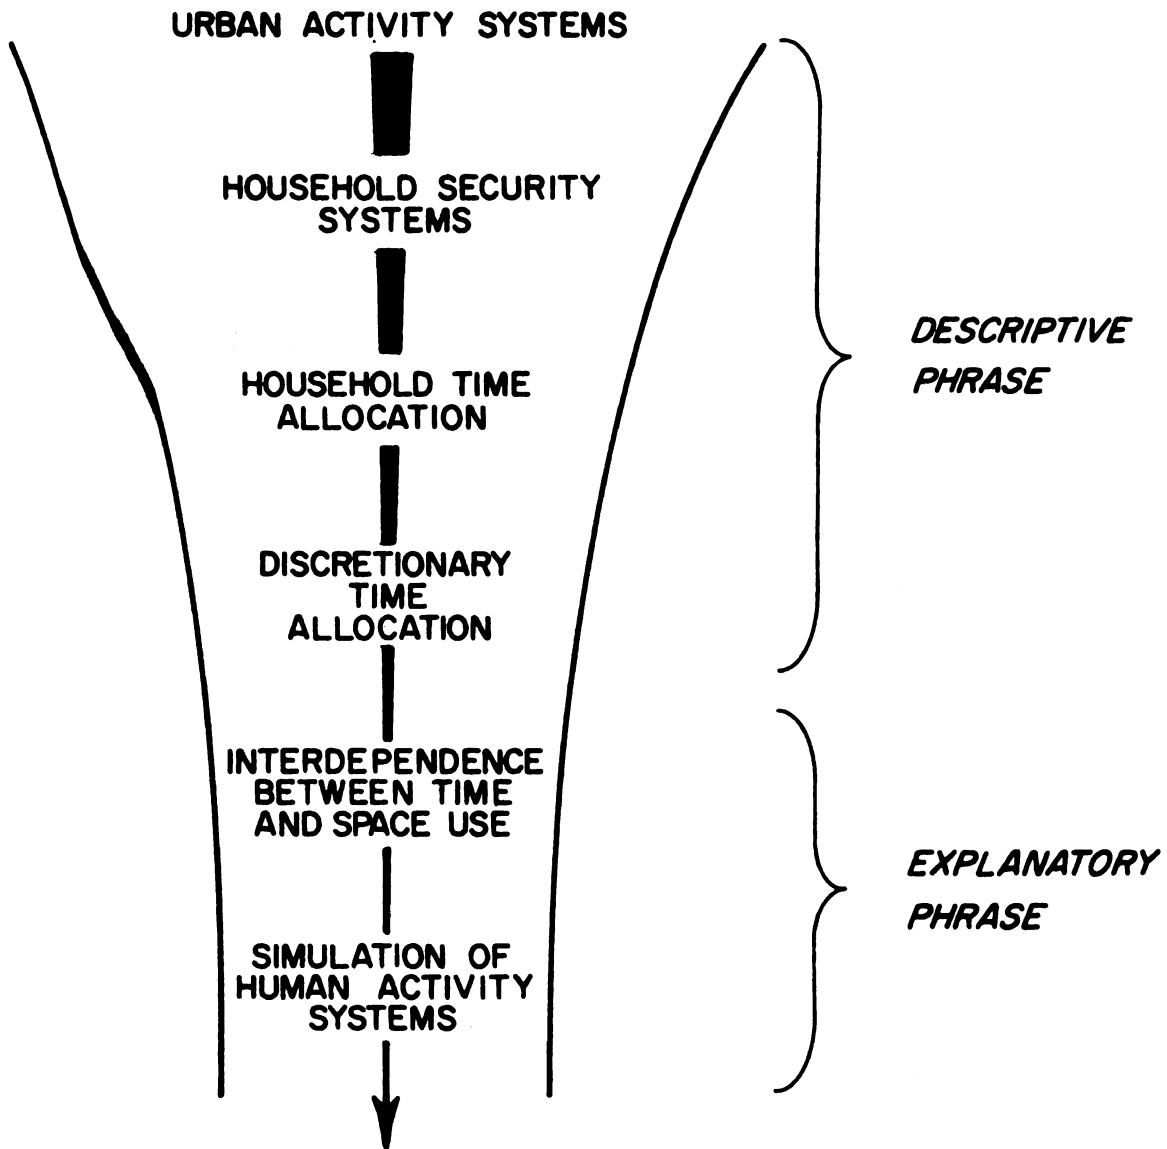 URBAN ACTIVITY SYSTEMS
HOUSEHOLD SECURITY
SYSTEMS
HOUSEHOLD TIME
ALLOCATION
DISCRETIONARY
TIME
ALLOCATION
INTERDEPENDENCE
BETWEEN TIME
AND SPACE USE
SIMULATION OF
HUMAN ACTIVITY
SYSTEMS
DESCRIPTIVE
PHRASE
EXPLANATORY
PHRASE